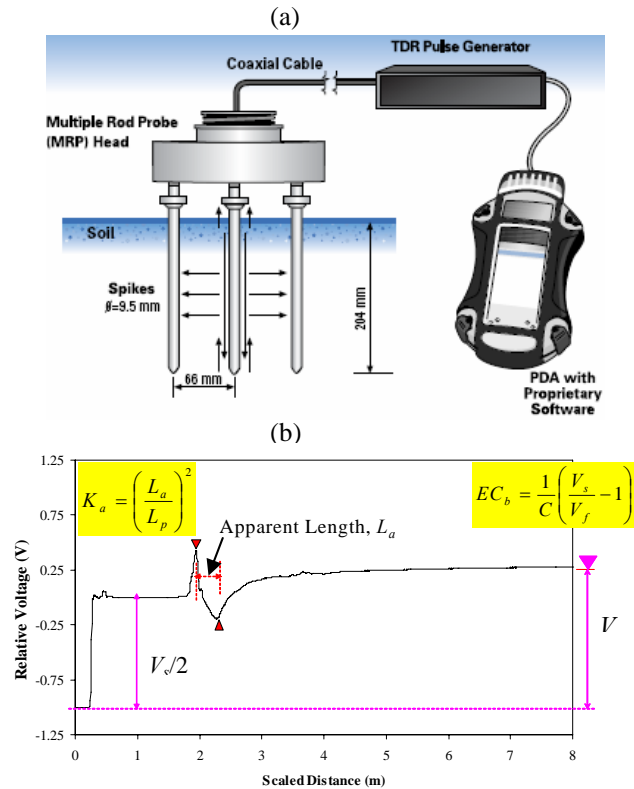 (a)
TDR Pulse Generator
Coaxial Cable
Multiple Rod Probe
(MRP) Head
Soil
Spikes
Ø=9.5 mm
204 mm
66 mm
PDA with
Proprietary
Software
(b)
1.25
0.75
0.25
-0.25
-0.75
-1.25
Relative Voltage (V)
K_a = (L_a / L_p)^2
EC_b = 1/C (V_s / V_f − 1)
Apparent Length, L_a
V_s/2
V
0 1 2 3 4 5 6 7 8
Scaled Distance (m)